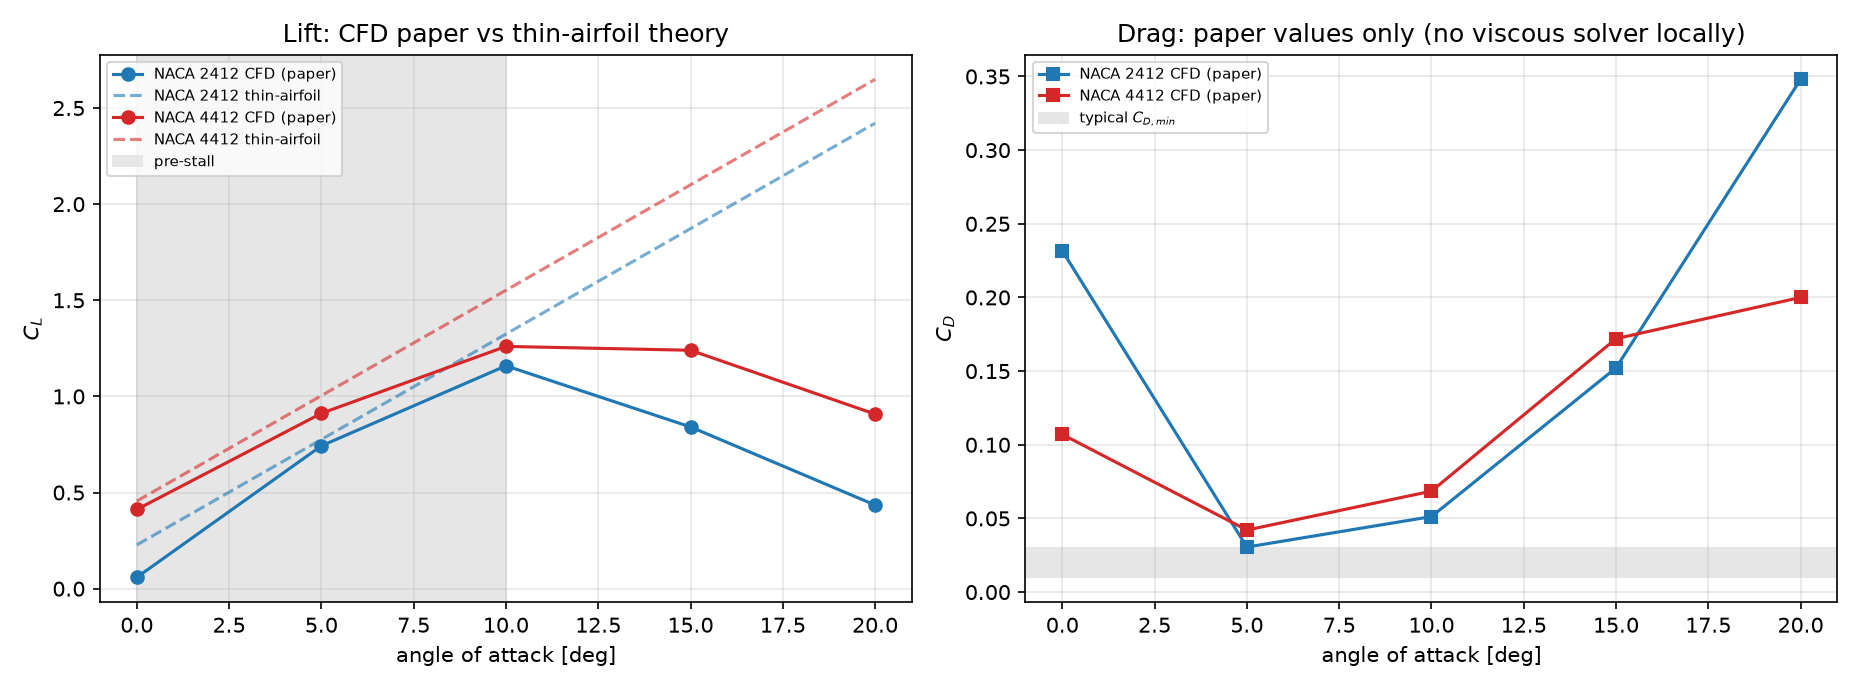 Lift: CFD paper vs thin-airfoil theory
NACA 2412 CFD (paper)
NACA 2412 thin-airfoil
NACA 4412 CFD (paper)
NACA 4412 thin-airfoil
pre-stall
2.5
2.0
1.5
1.0
0.5
0.0
C_L
0.0 2.5 5.0 7.5 10.0 12.5 15.0 17.5 20.0
angle of attack [deg]
Drag: paper values only (no viscous solver locally)
NACA 2412 CFD (paper)
NACA 4412 CFD (paper)
typical C_{D,min}
0.35
0.30
0.25
0.20
0.15
0.10
0.05
0.00
C_D
0.0 2.5 5.0 7.5 10.0 12.5 15.0 17.5 20.0
angle of attack [deg]